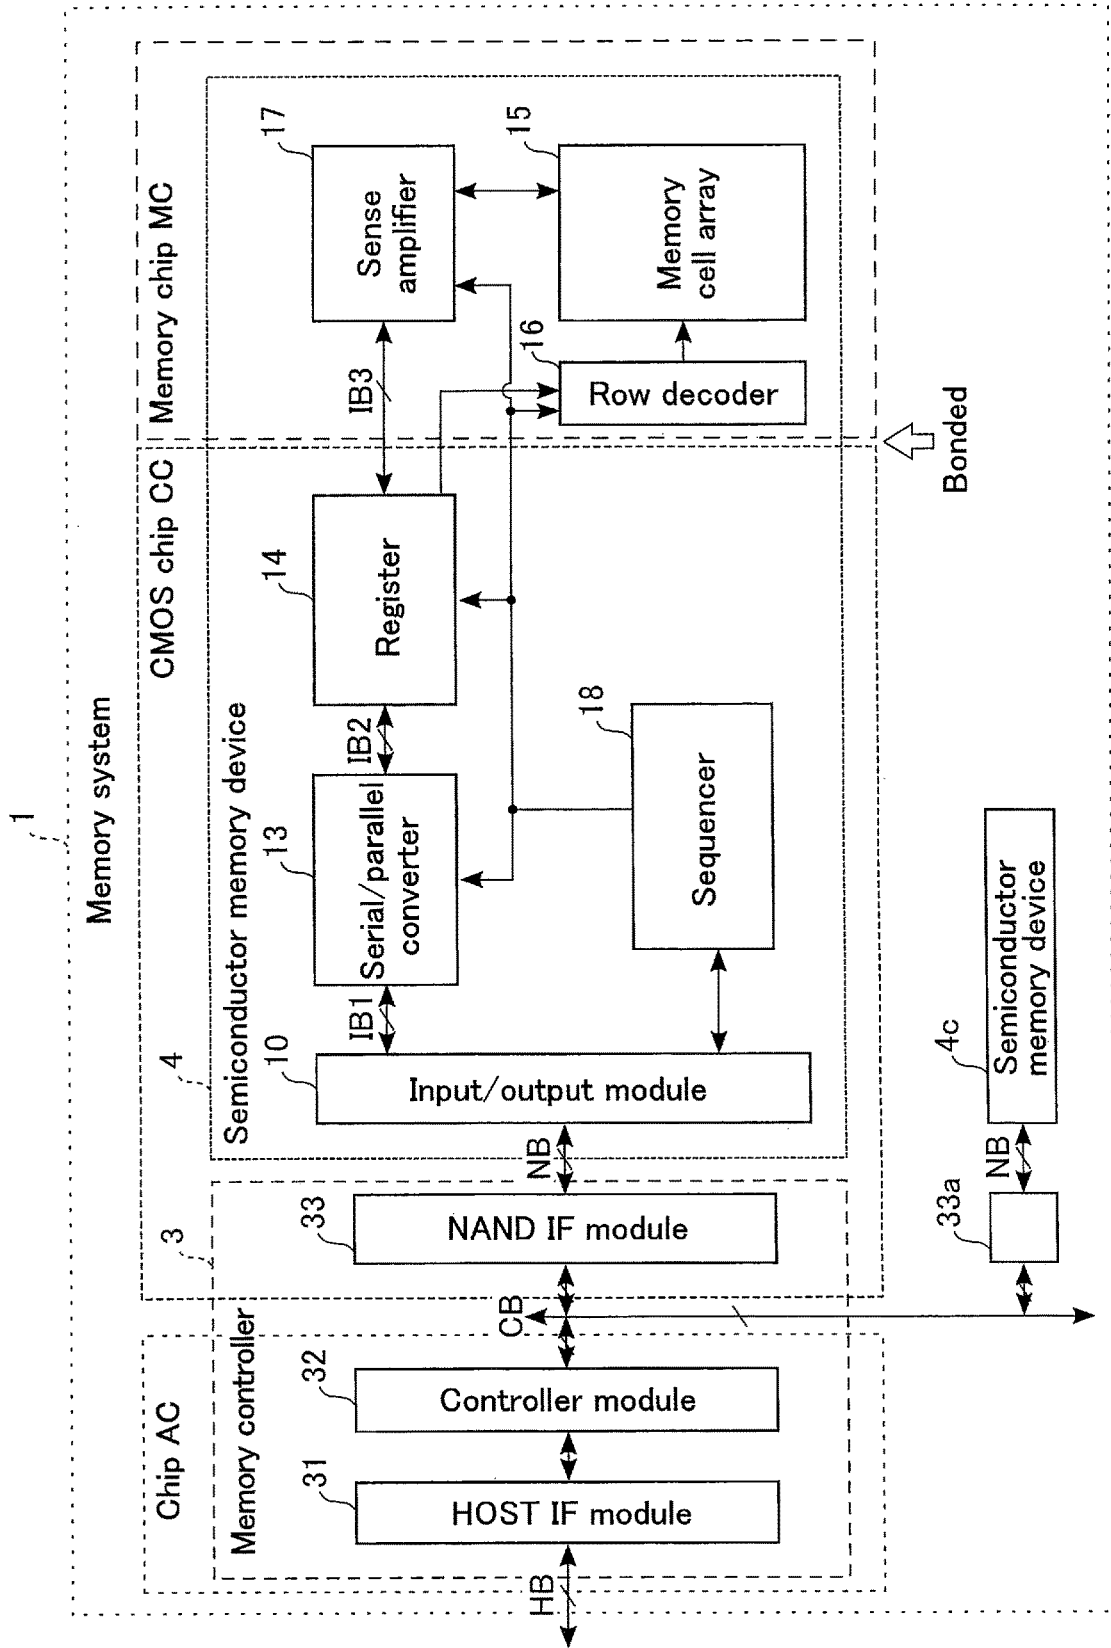 1
Memory system
Chip AC
CMOS chip CC
Memory chip MC
3
Memory controller
4
Semiconductor memory device
HB
31
HOST IF module
32
Controller module
CB
33
NAND IF module
NB
10
Input/output module
IB1
13
Serial/parallel
converter
IB2
14
Register
IB3
17
Sense
amplifier
18
Sequencer
16
Row decoder
15
Memory
cell array
Bonded
33a
NB
4c
Semiconductor
memory device